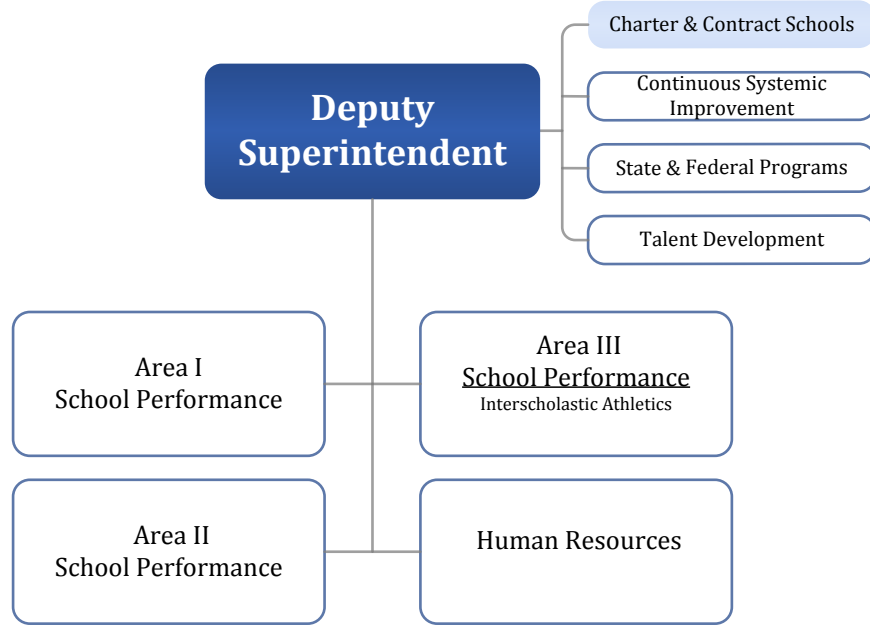 Charter & Contract Schools
Deputy
Superintendent
Continuous Systemic
Improvement
State & Federal Programs
Talent Development
Area I
School Performance
Area III
School Performance
Interscholastic Athletics
Area II
School Performance
Human Resources